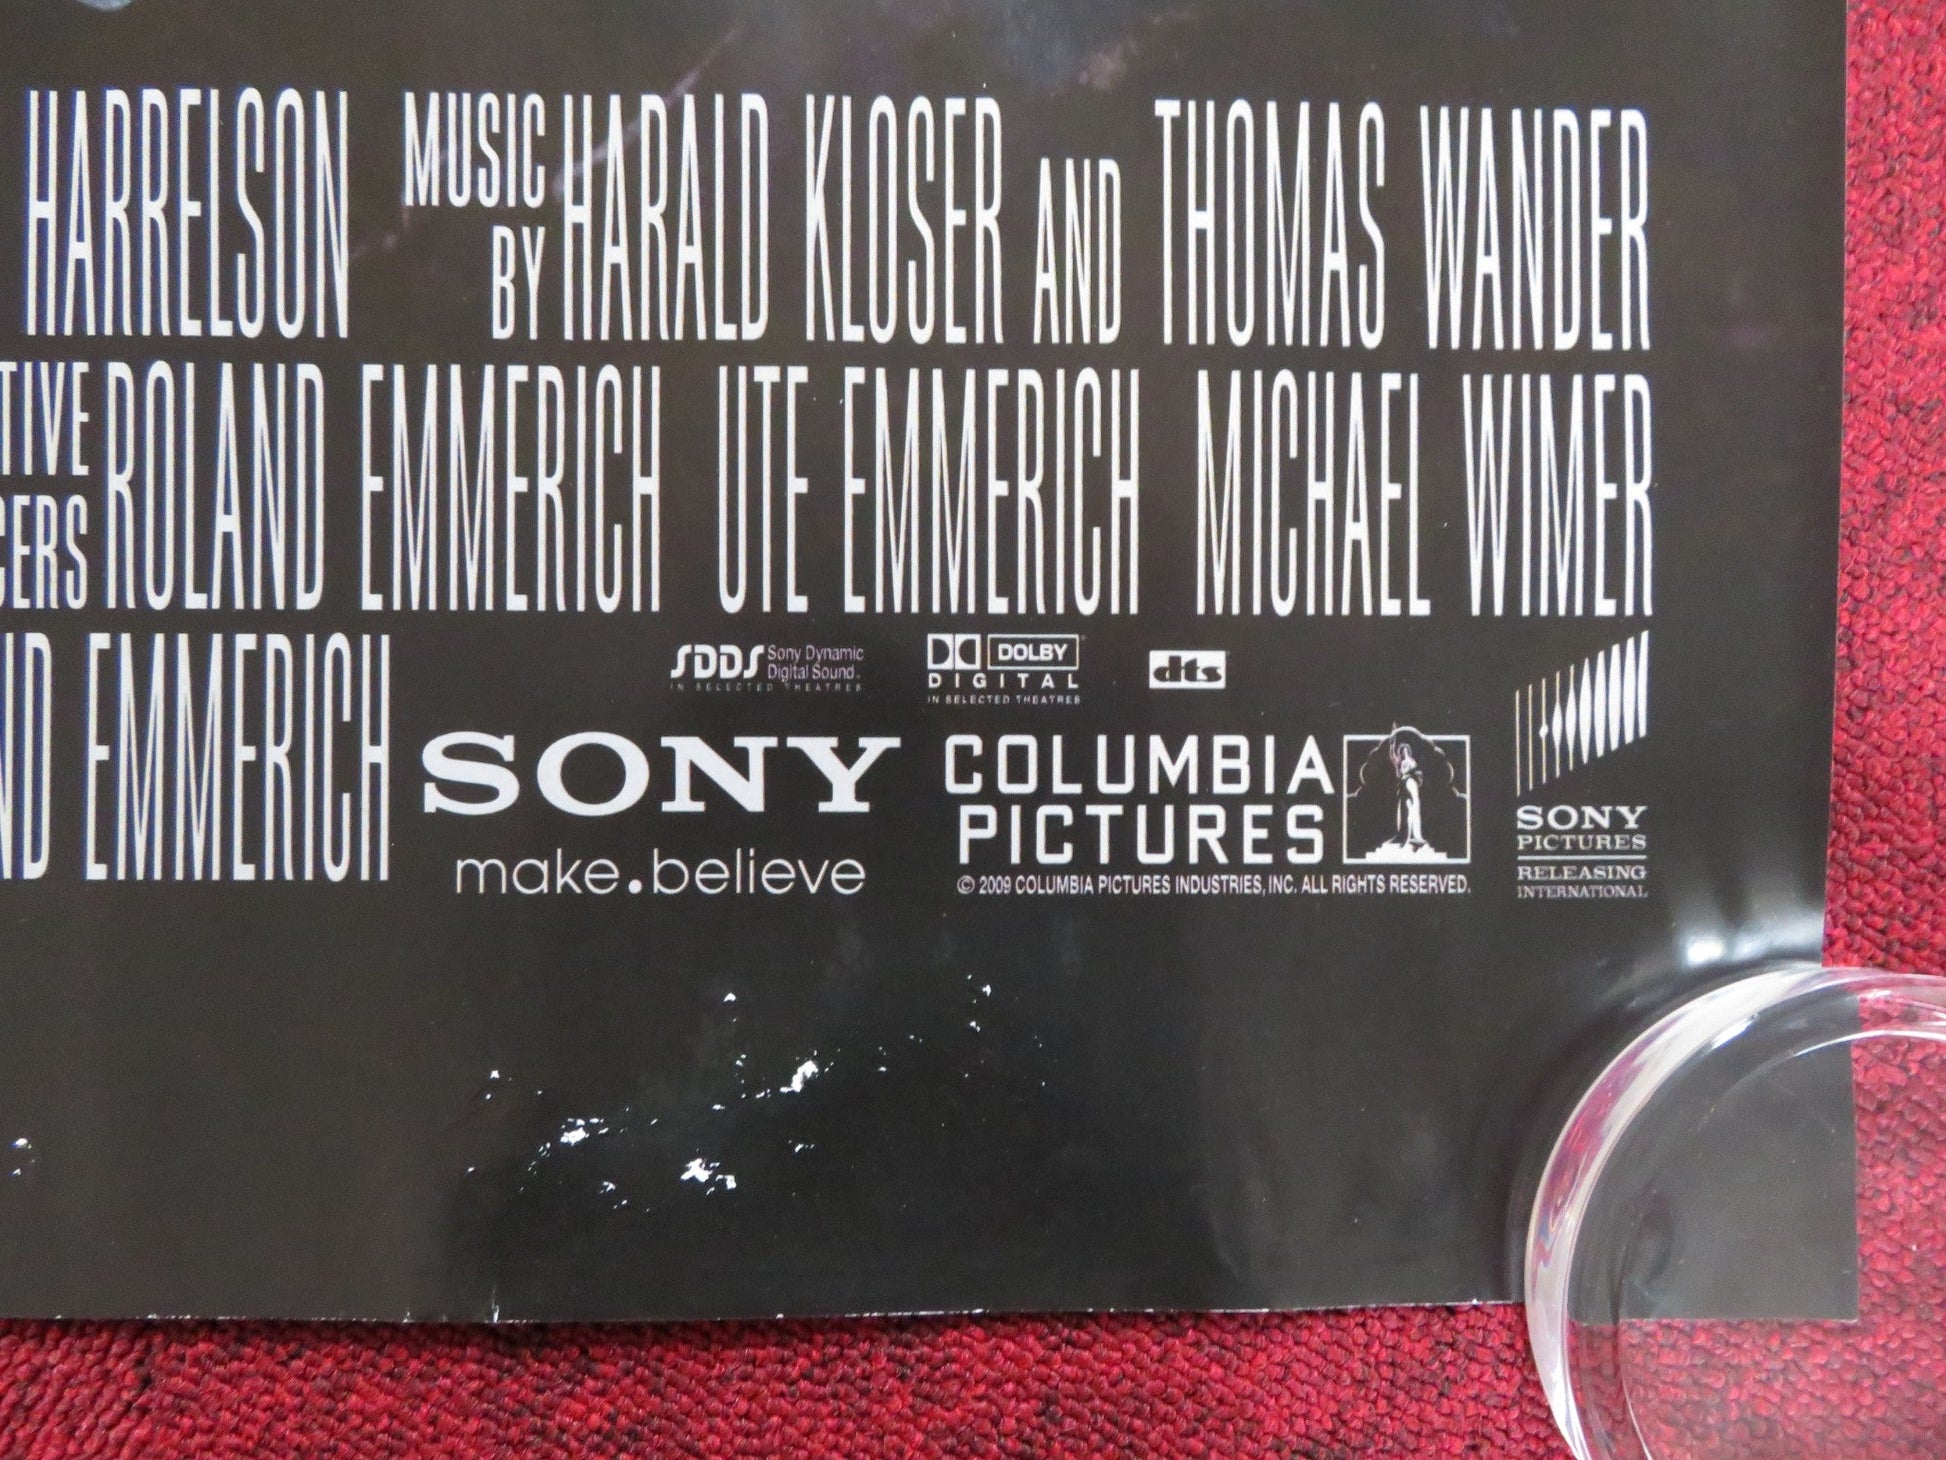 HARRELSON MUSIC BY HARALD KLOSER AND THOMAS WANDER
TIVE CERS ROLAND EMMERICH UTE EMMERICH MICHAEL WIMER
ND EMMERICH
SDDS Sony Dynamic Digital Sound
IN SELECTED THEATRES
DOLBY
DIGITAL
IN SELECTED THEATRES
dts
SONY
make.believe
COLUMBIA
PICTURES
© 2009 COLUMBIA PICTURES INDUSTRIES, INC. ALL RIGHTS RESERVED.
SONY
PICTURES
RELEASING
INTERNATIONAL